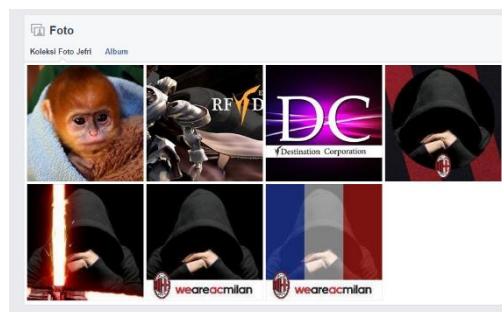 Foto
Koleksi Foto Jefri Album
RF
D
DC
Destination Corporation
weareacmilan
weareacmilan